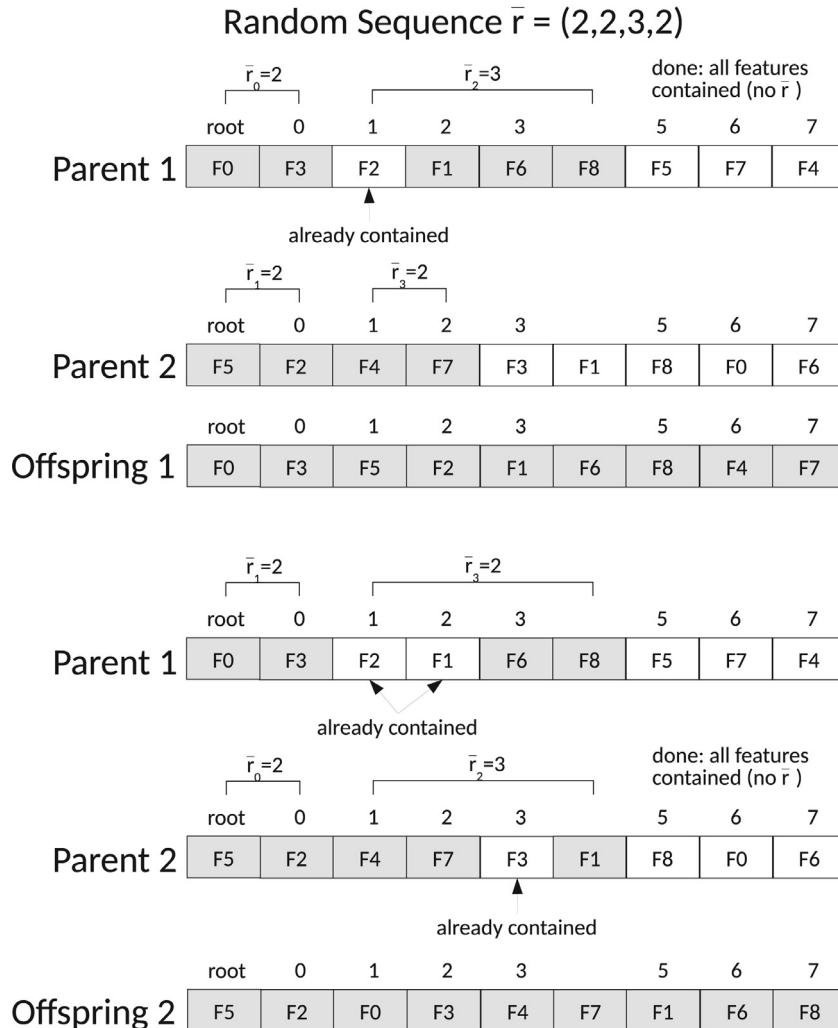 Random Sequence r̅ = (2,2,3,2)
r̅₀=2 r̅₂=3 done: all features
contained (no r̅ )
root 0 1 2 3 5 6 7
Parent 1 F0 F3 F2 F1 F6 F8 F5 F7 F4
already contained
r̅₁=2 r̅₃=2
root 0 1 2 3 5 6 7
Parent 2 F5 F2 F4 F7 F3 F1 F8 F0 F6
root 0 1 2 3 5 6 7
Offspring 1 F0 F3 F5 F2 F1 F6 F8 F4 F7
r̅₁=2 r̅₃=2
root 0 1 2 3 5 6 7
Parent 1 F0 F3 F2 F1 F6 F8 F5 F7 F4
already contained
r̅₀=2 r̅₂=3 done: all features
contained (no r̅ )
root 0 1 2 3 5 6 7
Parent 2 F5 F2 F4 F7 F3 F1 F8 F0 F6
already contained
root 0 1 2 3 5 6 7
Offspring 2 F5 F2 F0 F3 F4 F7 F1 F6 F8